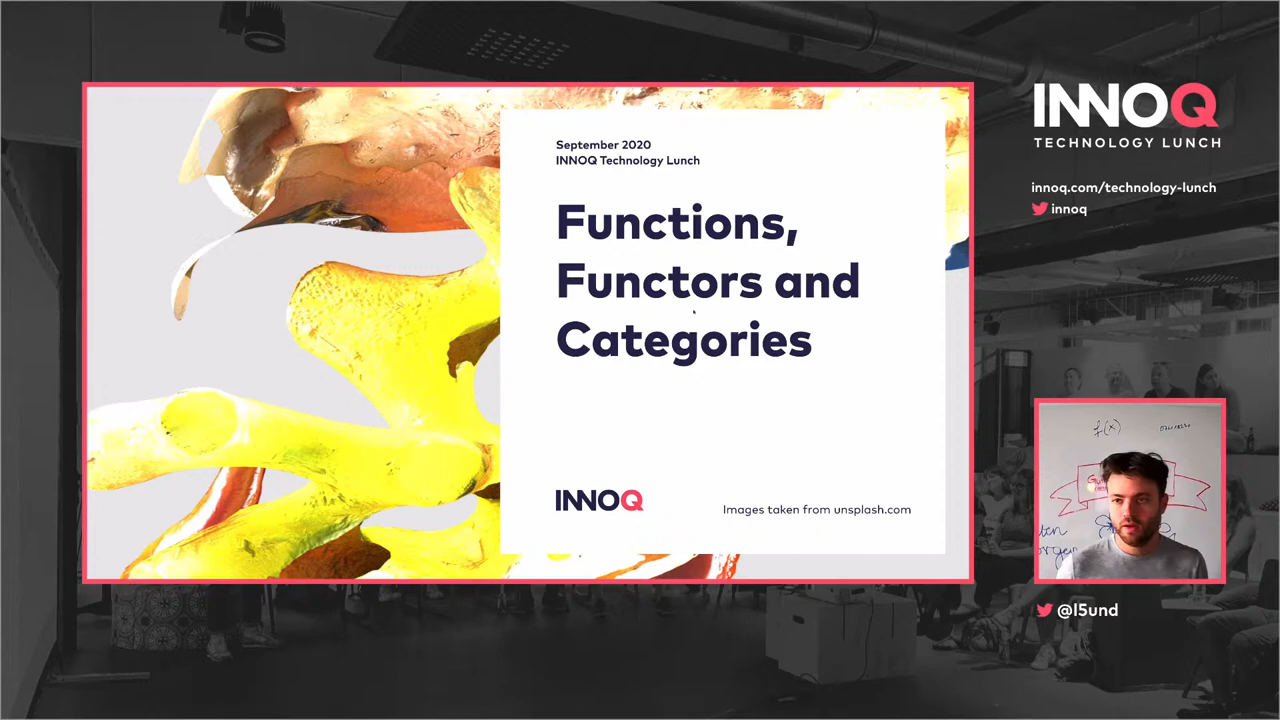 September 2020
INNOQ Technology Lunch
Functions,
Functors and
Categories
INNOQ
Images taken from unsplash.com
INNOQ
TECHNOLOGY LUNCH
innoq.com/technology-lunch
innoq
f(x)
@l5und